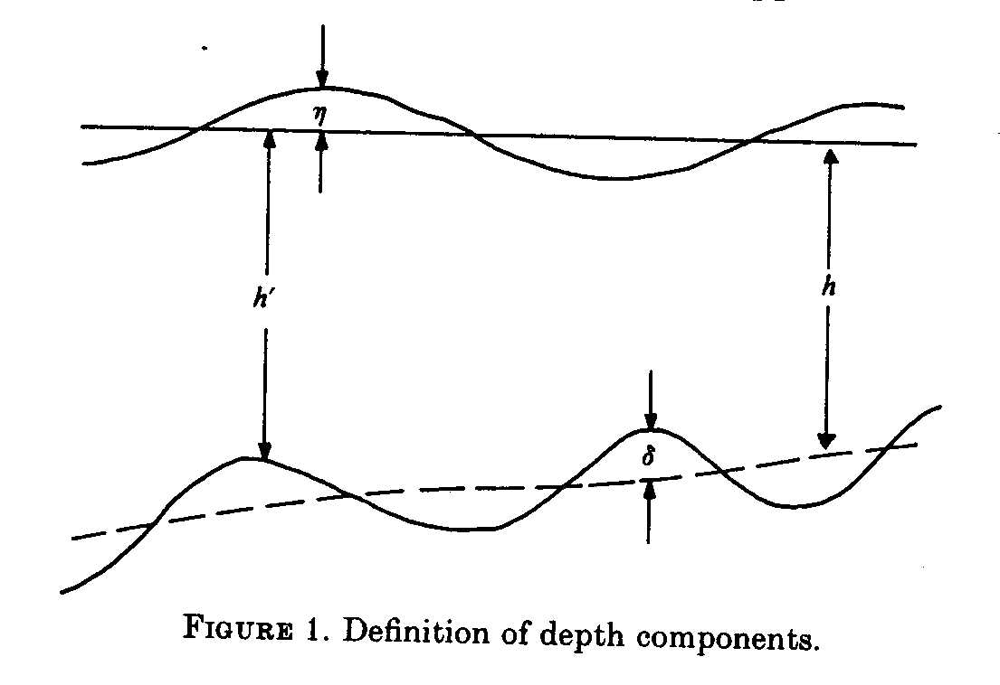 η
h′
h
δ
FIGURE 1. Definition of depth components.